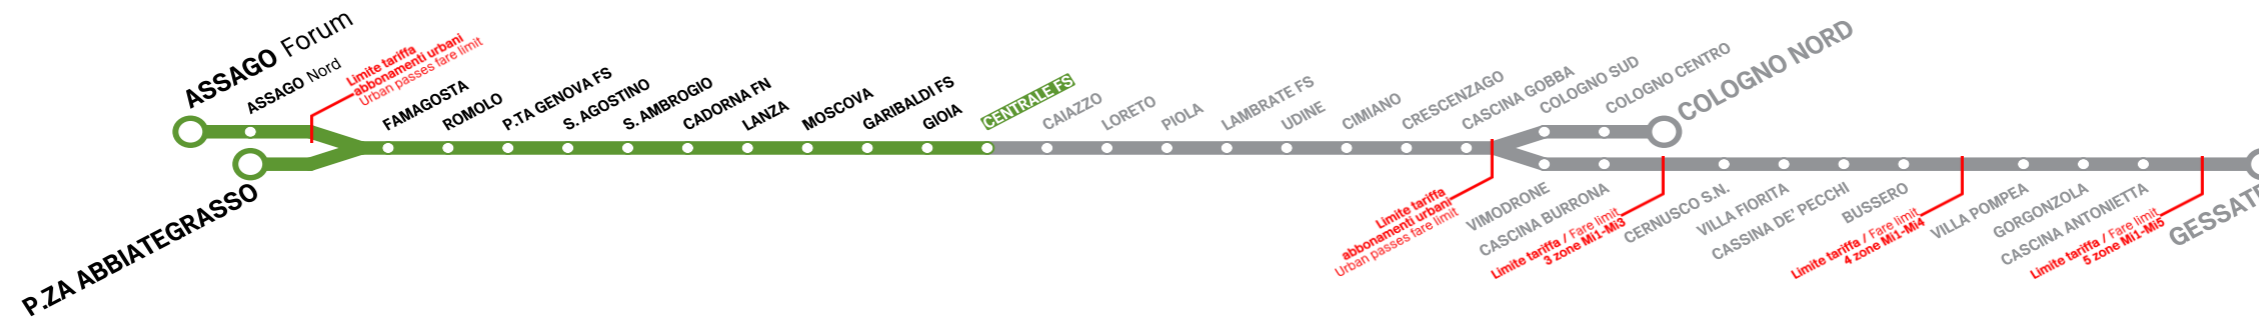 ASSAGO Forum
ASSAGO Nord
Limite tariffa
abbonamenti urbani
Urban passes fare limit
P.ZA ABBIATEGRASSO
FAMAGOSTA
ROMOLO
P.TA GENOVA FS
S. AGOSTINO
S. AMBROGIO
CADORNA FN
LANZA
MOSCOVA
GARIBALDI FS
GIOIA
CENTRALE FS
CAIAZZO
LORETO
PIOLA
LAMBRATE FS
UDINE
CIMIANO
CRESCENZAGO
CASCINA GOBBA
COLOGNO SUD
COLOGNO CENTRO
COLOGNO NORD
Limite tariffa
abbonamenti urbani
Urban passes fare limit
VIMODRONE
CASCINA BURRONA
Limite tariffa / Fare limit
3 zone Mi1-Mi3
CERNUSCO S.N.
VILLA FIORITA
CASSINA DE' PECCHI
BUSSERO
Limite tariffa / Fare limit
4 zone Mi1-Mi4
VILLA POMPEA
GORGONZOLA
CASCINA ANTONIETTA
Limite tariffa / Fare limit
5 zone Mi1-Mi5
GESSATE